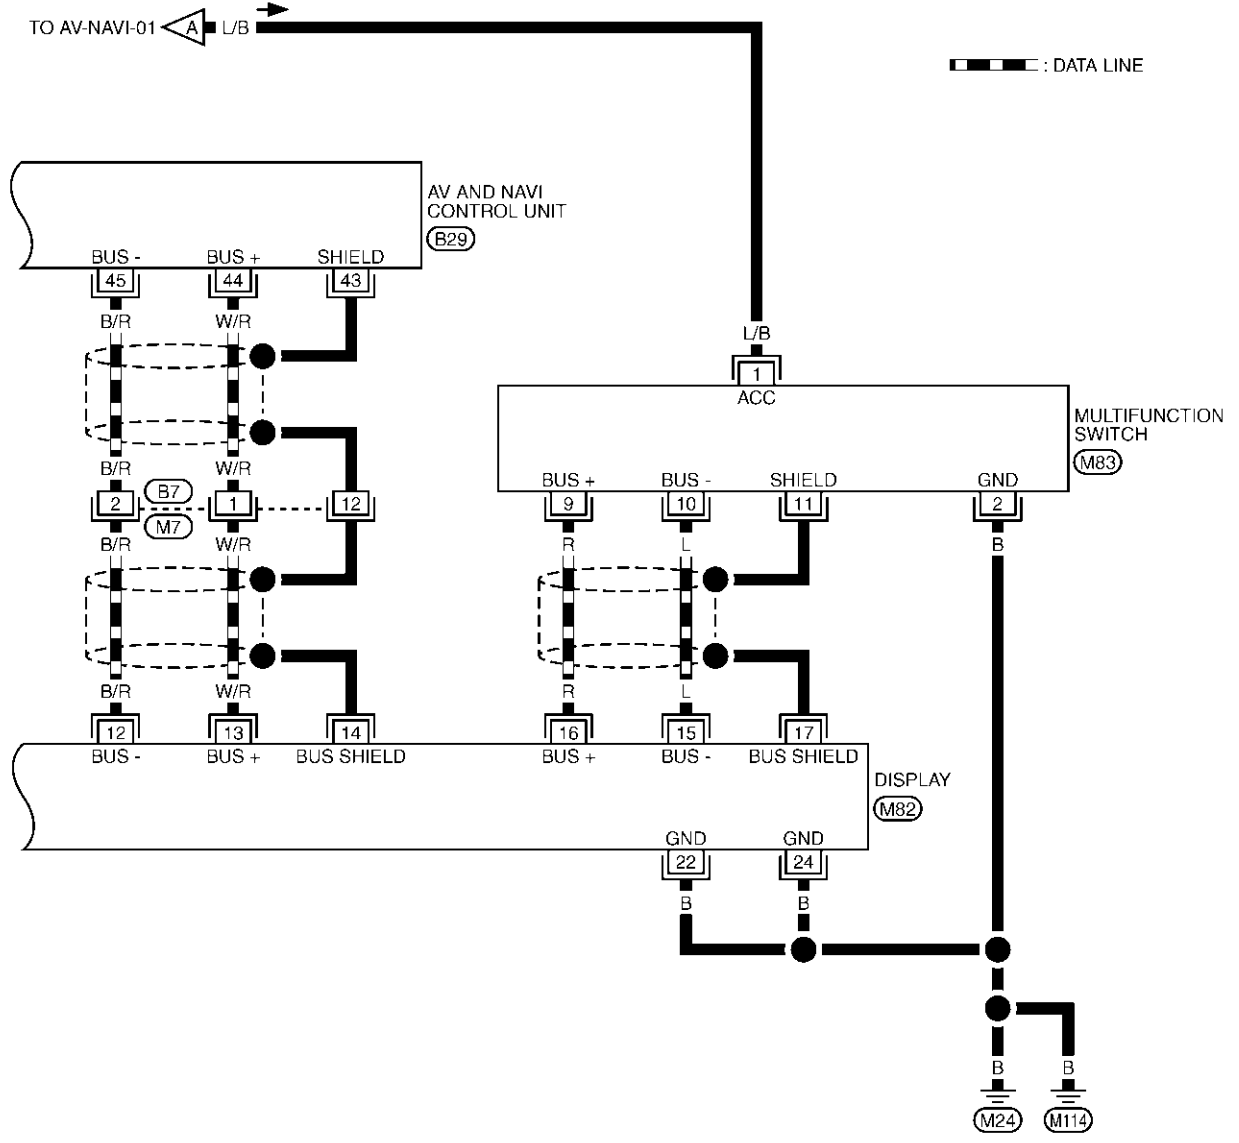 TO AV-NAVI-01 A L/B
: DATA LINE
AV AND NAVI
CONTROL UNIT
B29
BUS - BUS + SHIELD
45 44 43
B/R W/R
L/B
1
ACC
MULTIFUNCTION
SWITCH
M83
B/R W/R
BUS + BUS - SHIELD GND
2 B7 1 12
9 10 11 2
M7
B/R W/R
R L B
B/R W/R
R L
12 13 14 16 15 17
BUS - BUS + BUS SHIELD BUS + BUS - BUS SHIELD
DISPLAY
M82
GND GND
22 24
B B
B B
M24 M114